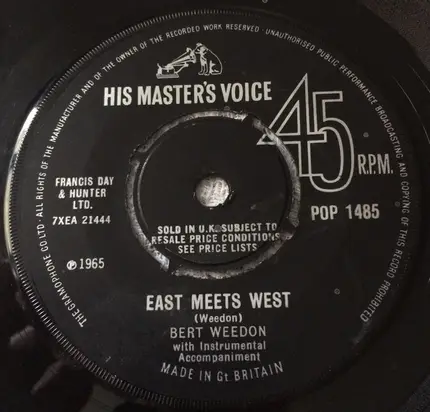 THE GRAMOPHONE CO LTD · ALL RIGHTS OF THE MANUFACTURER AND OF THE OWNER OF THE RECORDED WORK RESERVED · UNAUTHORISED PUBLIC PERFORMANCE BROADCASTING AND COPYING OF THIS RECORD PROHIBITED
HIS MASTER'S VOICE
45
R.P.M.
FRANCIS DAY
& HUNTER
LTD.
7XEA 21444
POP 1485
SOLD IN U.K. SUBJECT TO
RESALE PRICE CONDITIONS
SEE PRICE LISTS
℗ 1965
EAST MEETS WEST
(Weedon)
BERT WEEDON
with Instrumental
Accompaniment
MADE IN Gt BRITAIN